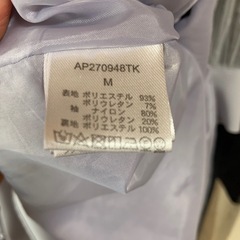 AP270948TK
M
表地 ポリエステル 93%
ポリウレタン 7%
袖 ナイロン 80%
ポリウレタン 20%
裏地 ポリエステル 100%